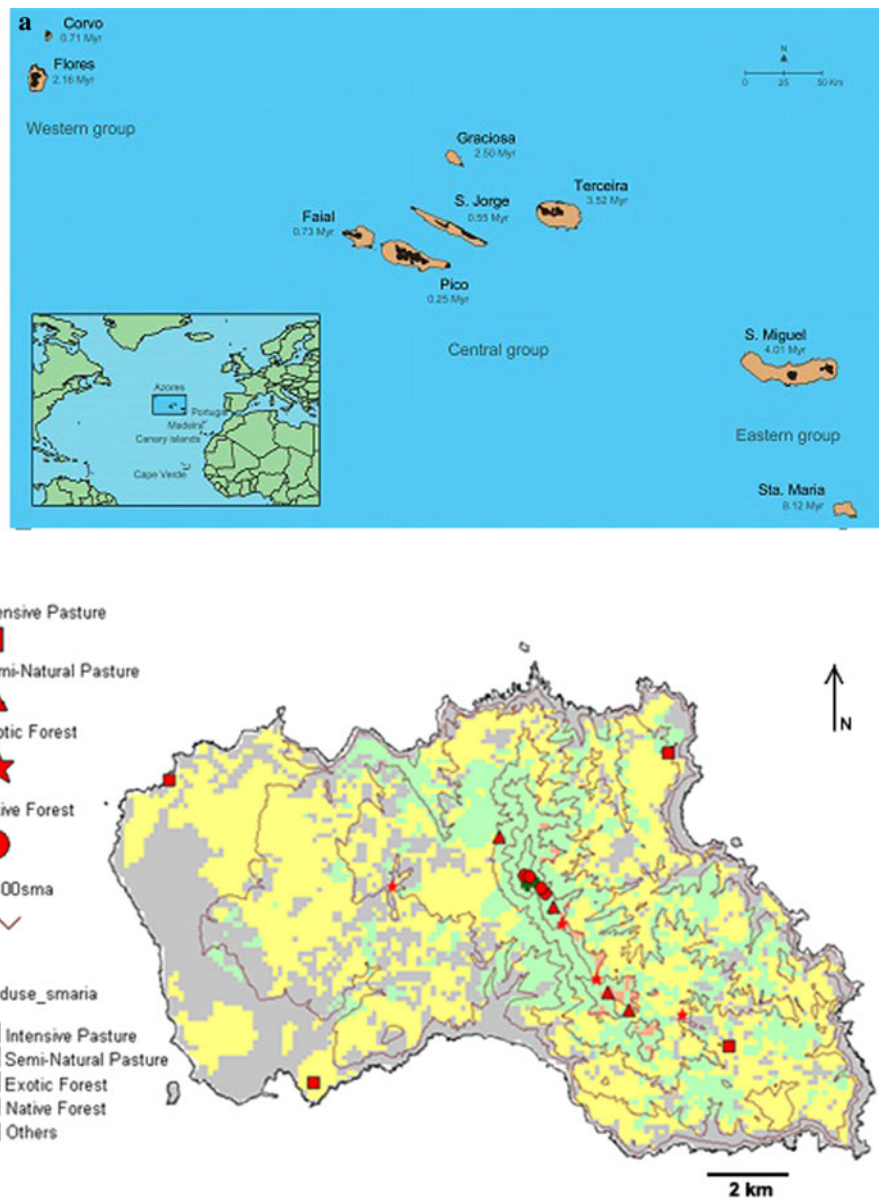 a
Corvo
0.71 Myr
Flores
2.16 Myr
Western group
N
0 25 50 Km
Graciosa
2.50 Myr
S. Jorge
0.55 Myr
Terceira
3.52 Myr
Faial
0.73 Myr
Pico
0.25 Myr
Central group
S. Miguel
4.01 Myr
Eastern group
Sta. Maria
8.12 Myr
Azores
Portugal
Madeira
Canary islands
Cape Verde
ensive Pasture
mi-Natural Pasture
otic Forest
tive Forest
00sma
duse_smaria
Intensive Pasture
Semi-Natural Pasture
Exotic Forest
Native Forest
Others
N
2 km